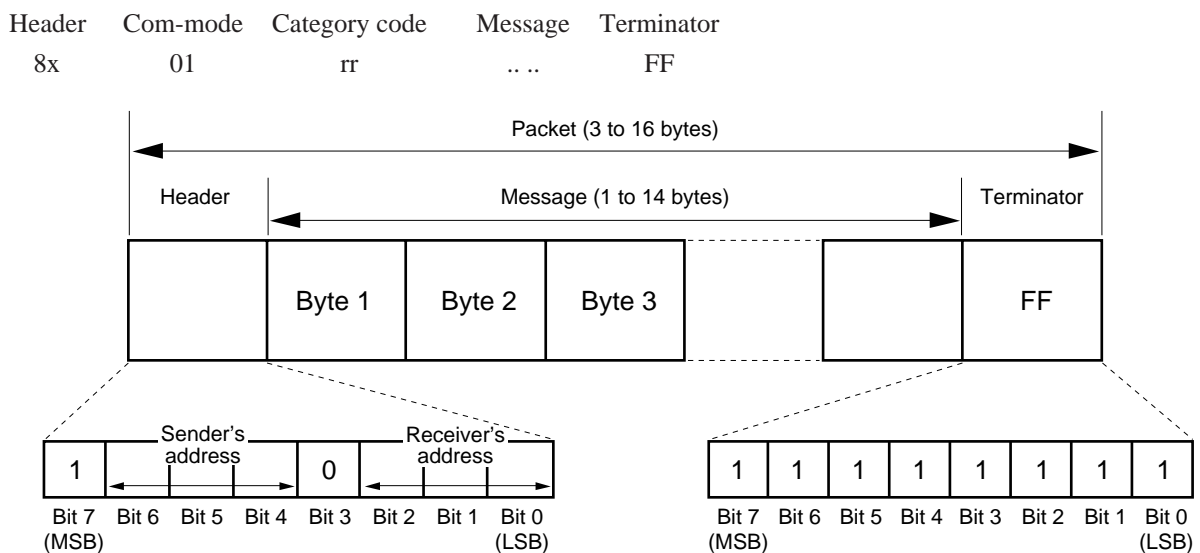 Header Com-mode Category code Message Terminator
8x 01 rr .. .. FF
Packet (3 to 16 bytes)
Header Message (1 to 14 bytes) Terminator
Byte 1 Byte 2 Byte 3 FF
Sender's address Receiver's address
1 0 1 1 1 1 1 1 1 1
Bit 7 Bit 6 Bit 5 Bit 4 Bit 3 Bit 2 Bit 1 Bit 0 Bit 7 Bit 6 Bit 5 Bit 4 Bit 3 Bit 2 Bit 1 Bit 0
(MSB) (LSB) (MSB) (LSB)